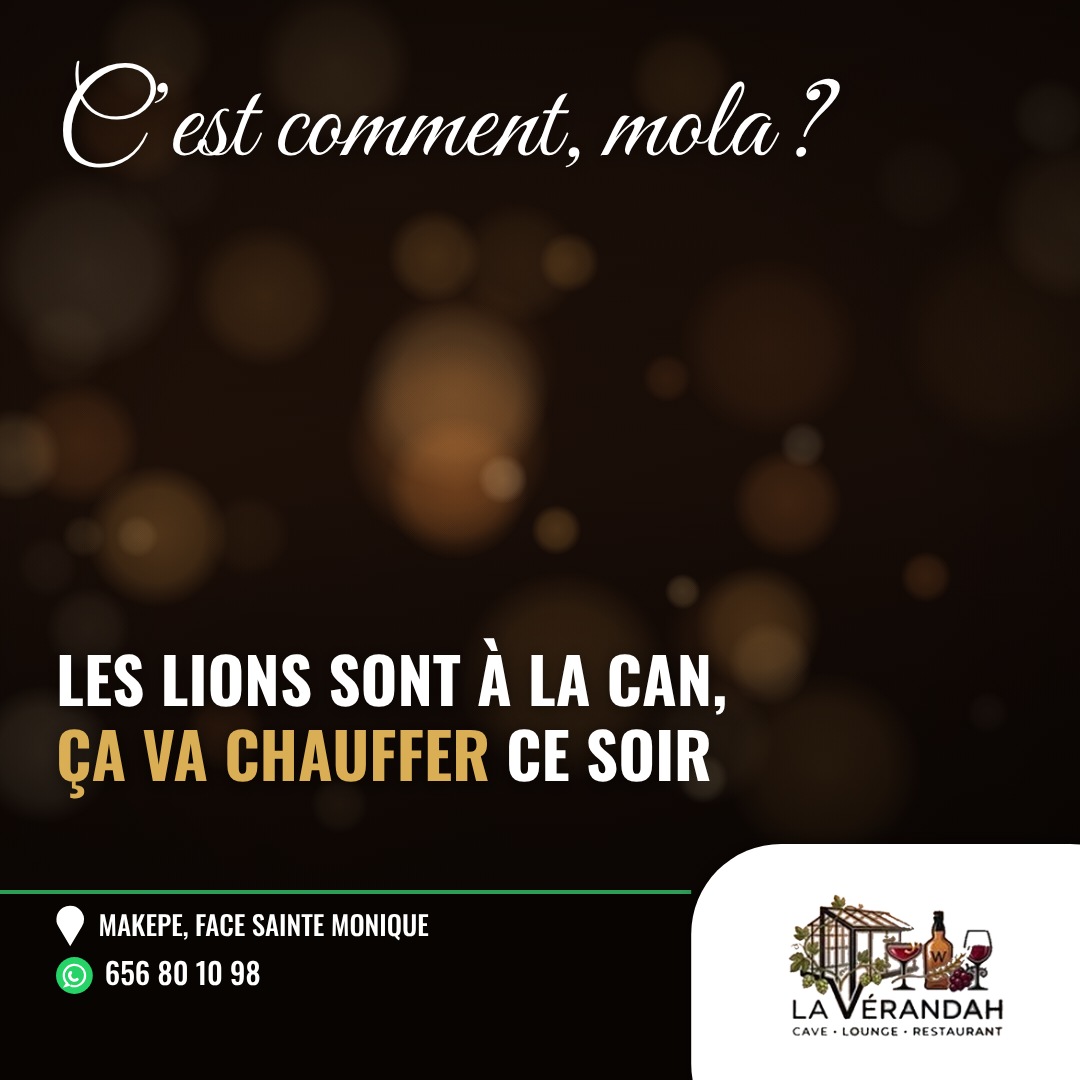 C'est comment, mola ?
LES LIONS SONT À LA CAN,
ÇA VA CHAUFFER CE SOIR
MAKEPE, FACE SAINTE MONIQUE
656 80 10 98
W
LA VÉRANDAH
CAVE • LOUNGE • RESTAURANT